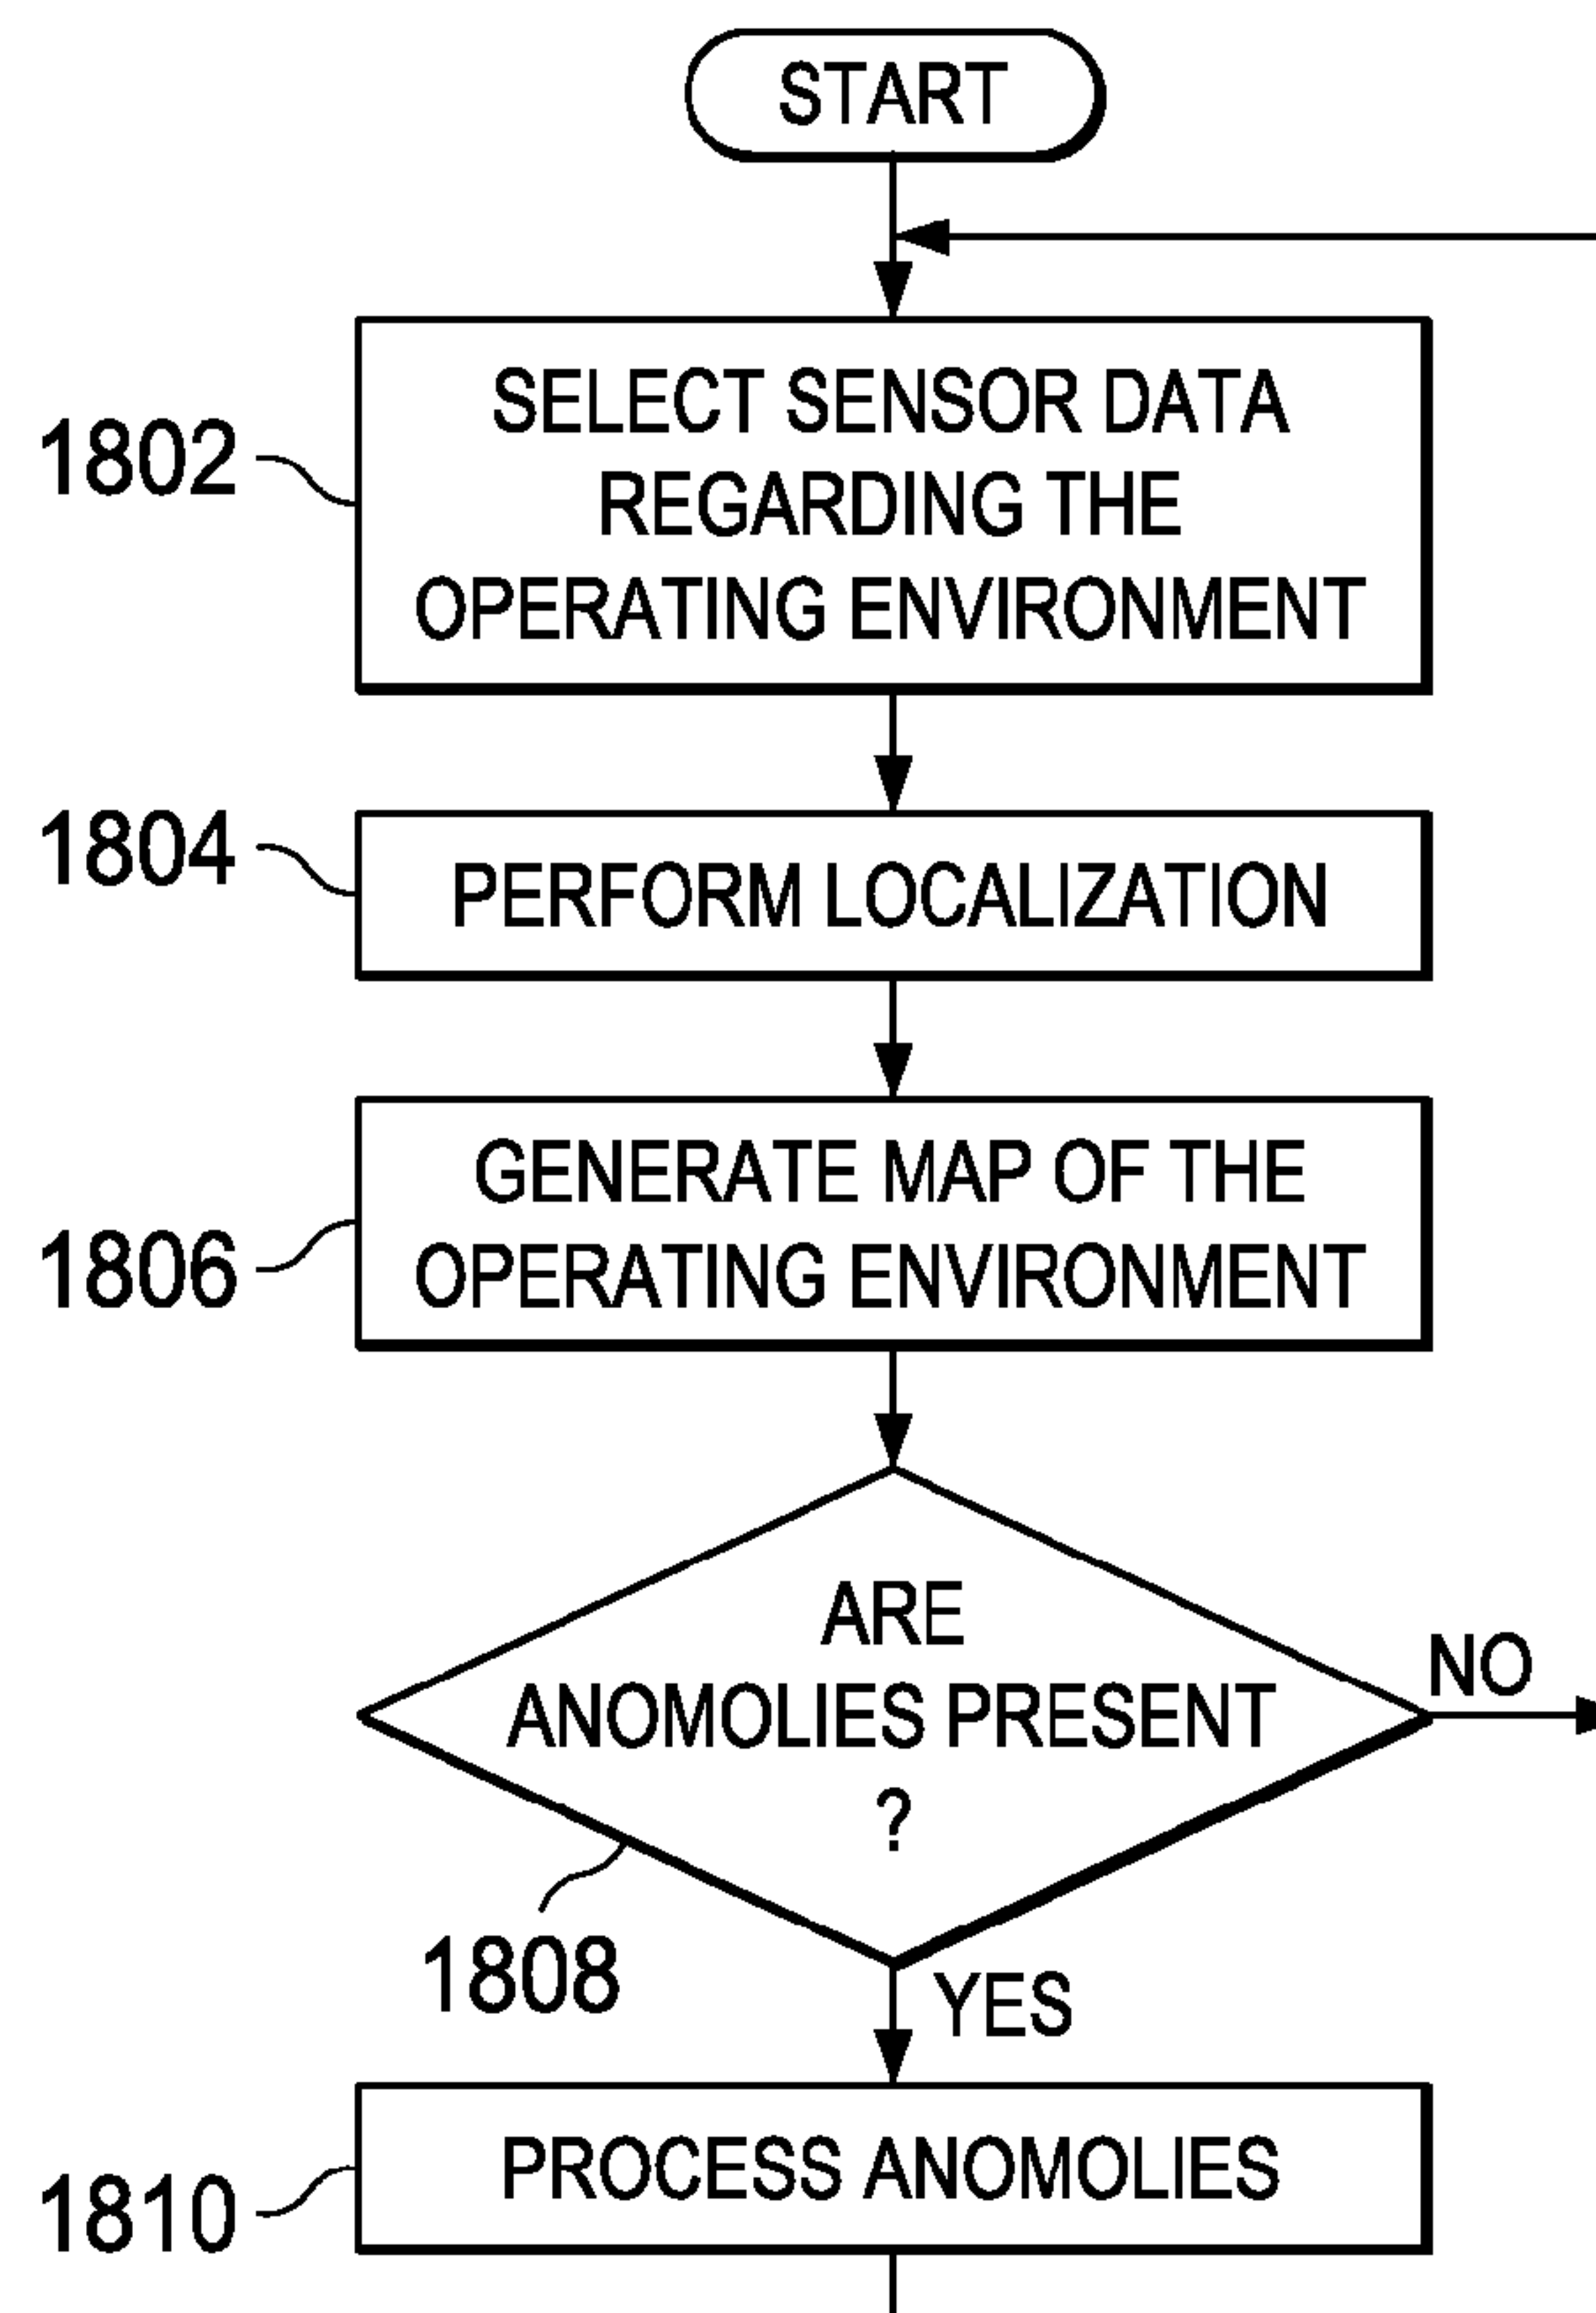 START
SELECT SENSOR DATA
REGARDING THE
OPERATING ENVIRONMENT
1802
PERFORM LOCALIZATION
1804
GENERATE MAP OF THE
OPERATING ENVIRONMENT
1806
ARE
ANOMOLIES PRESENT
?
NO
1808
YES
PROCESS ANOMOLIES
1810